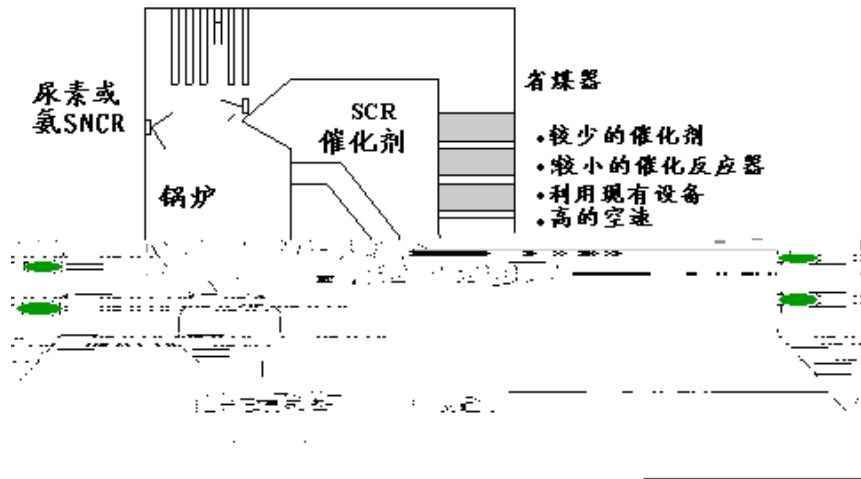 尿素或
氨SNCR
锅炉
SCR
催化剂
省煤器
•较少的催化剂
•较小的催化反应器
•利用现有设备
•高的空速